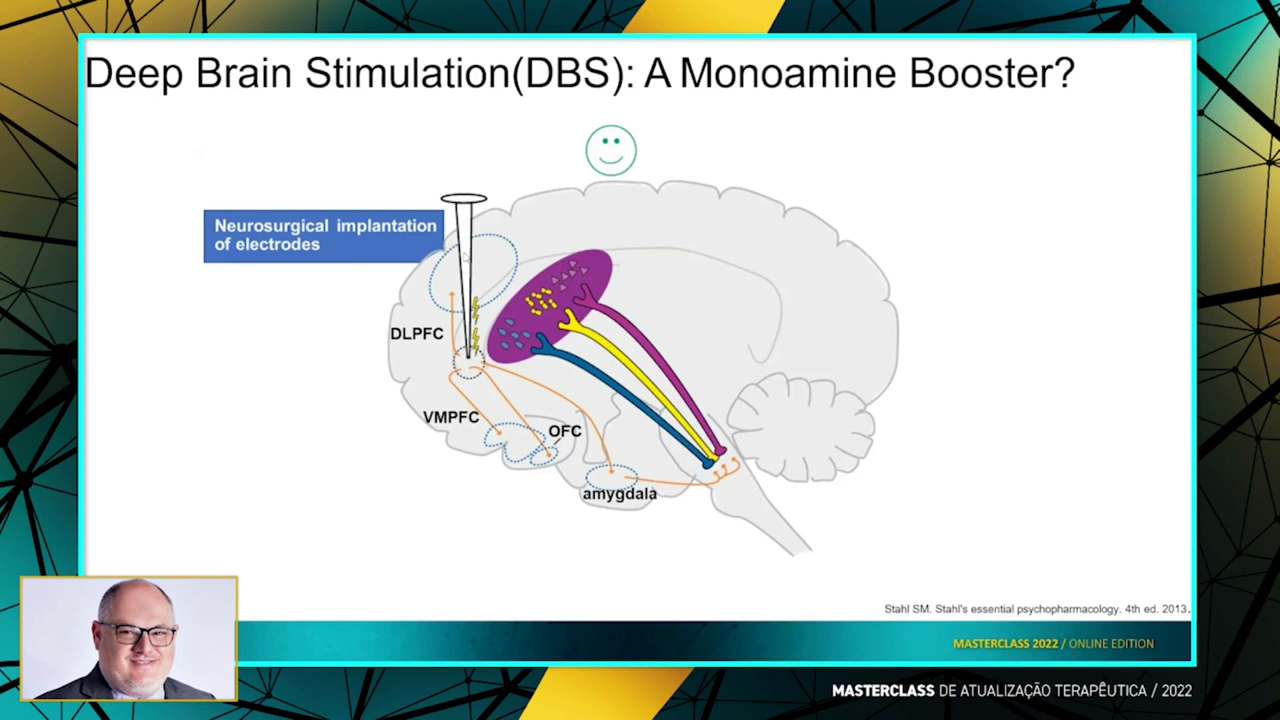 Deep Brain Stimulation(DBS): A Monoamine Booster?
Neurosurgical implantation
of electrodes
DLPFC
VMPFC
OFC
amygdala
Stahl SM. Stahl's essential psychopharmacology. 4th ed. 2013.
MASTERCLASS 2022 / ONLINE EDITION
MASTERCLASS DE ATUALIZAÇÃO TERAPÊUTICA / 2022